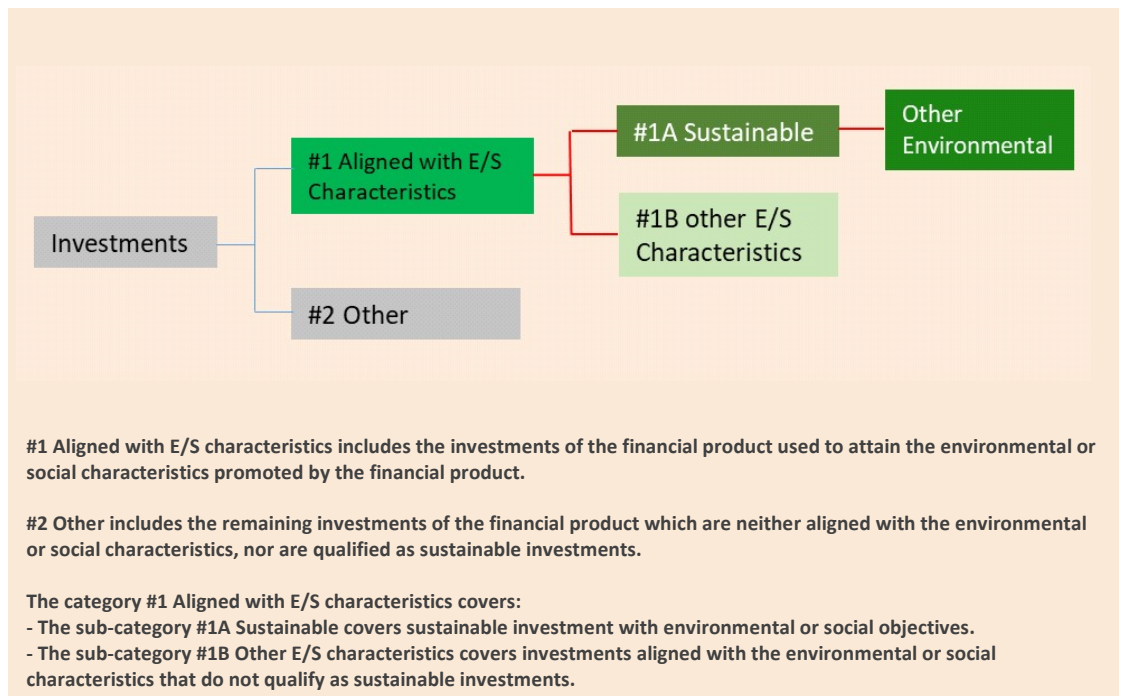 Other
Environmental
#1A Sustainable
#1 Aligned with E/S
Characteristics
#1B other E/S
Characteristics
Investments
#2 Other
#1 Aligned with E/S characteristics includes the investments of the financial product used to attain the environmental or
social characteristics promoted by the financial product.
#2 Other includes the remaining investments of the financial product which are neither aligned with the environmental
or social characteristics, nor are qualified as sustainable investments.
The category #1 Aligned with E/S characteristics covers:
- The sub-category #1A Sustainable covers sustainable investment with environmental or social objectives.
- The sub-category #1B Other E/S characteristics covers investments aligned with the environmental or social
characteristics that do not qualify as sustainable investments.